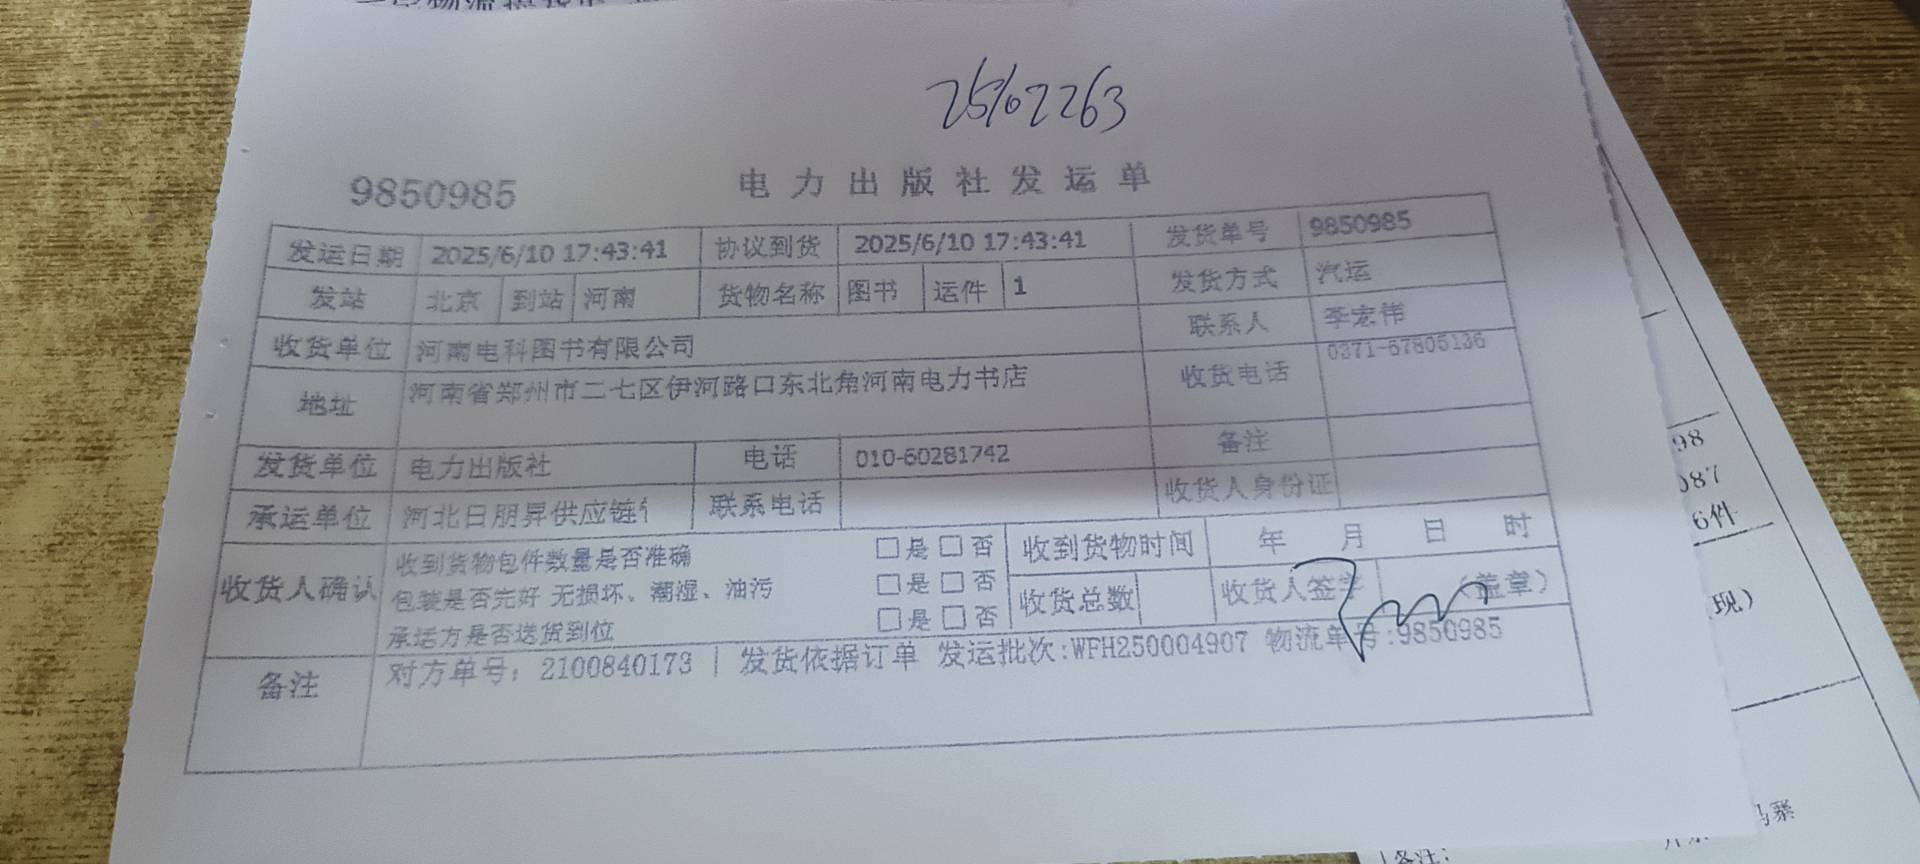 25/02263
9850985
电力出版社发运单
发运日期 2025/6/10 17:43:41 协议到货 2025/6/10 17:43:41 发货单号 9850985
发站 北京 到站 河南 货物名称 图书 运件 1 发货方式 汽运
收货单位 河南电科图书有限公司 联系人 李宏伟
地址 河南省郑州市二七区伊河路口东北角河南电力书店 收货电话 0371-67805136
发货单位 电力出版社 电话 010-60281742 备注
承运单位 河北日朋昇供应链 联系电话 收货人身份证
收货人确认 收到货物包件数量是否准确 □是□否 收到货物时间 年 月 日 时
包装是否完好 无损坏、潮湿、油污 □是□否 收货总数 收货人签字 (盖章)
承运方是否送货到位 □是□否
备注 对方单号: 2100840173 | 发货依据订单 发运批次:WFH250004907 物流单号:9850985
98
087
6件
现)
备注: